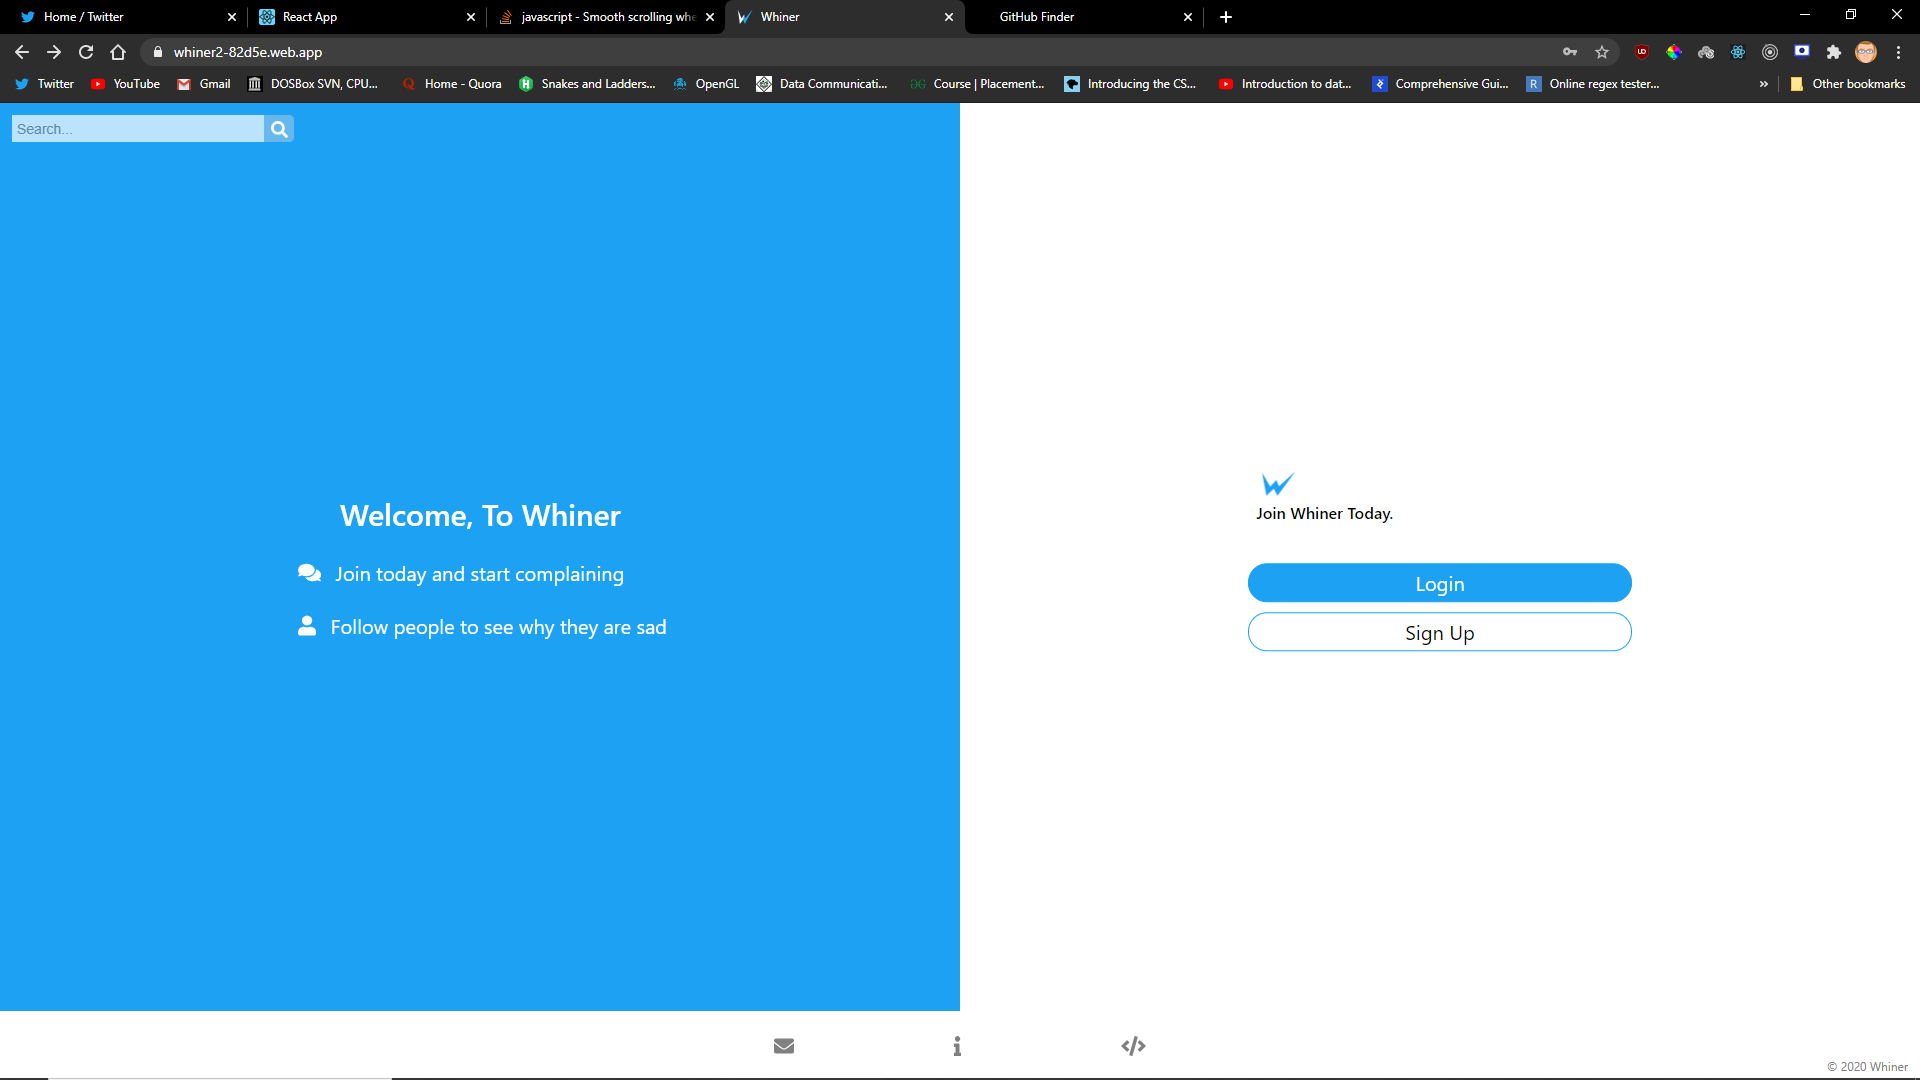 Home / Twitter
React App
javascript - Smooth scrolling whe
Whiner
GitHub Finder
whiner2-82d5e.web.app
Twitter
YouTube
Gmail
DOSBox SVN, CPU...
Home - Quora
Snakes and Ladders...
OpenGL
Data Communicati...
Course | Placement...
Introducing the CS...
Introduction to dat...
Comprehensive Gui...
R
Online regex tester...
»
Other bookmarks
Search...
Welcome, To Whiner
Join today and start complaining
Follow people to see why they are sad
Join Whiner Today.
Login
Sign Up
© 2020 Whiner